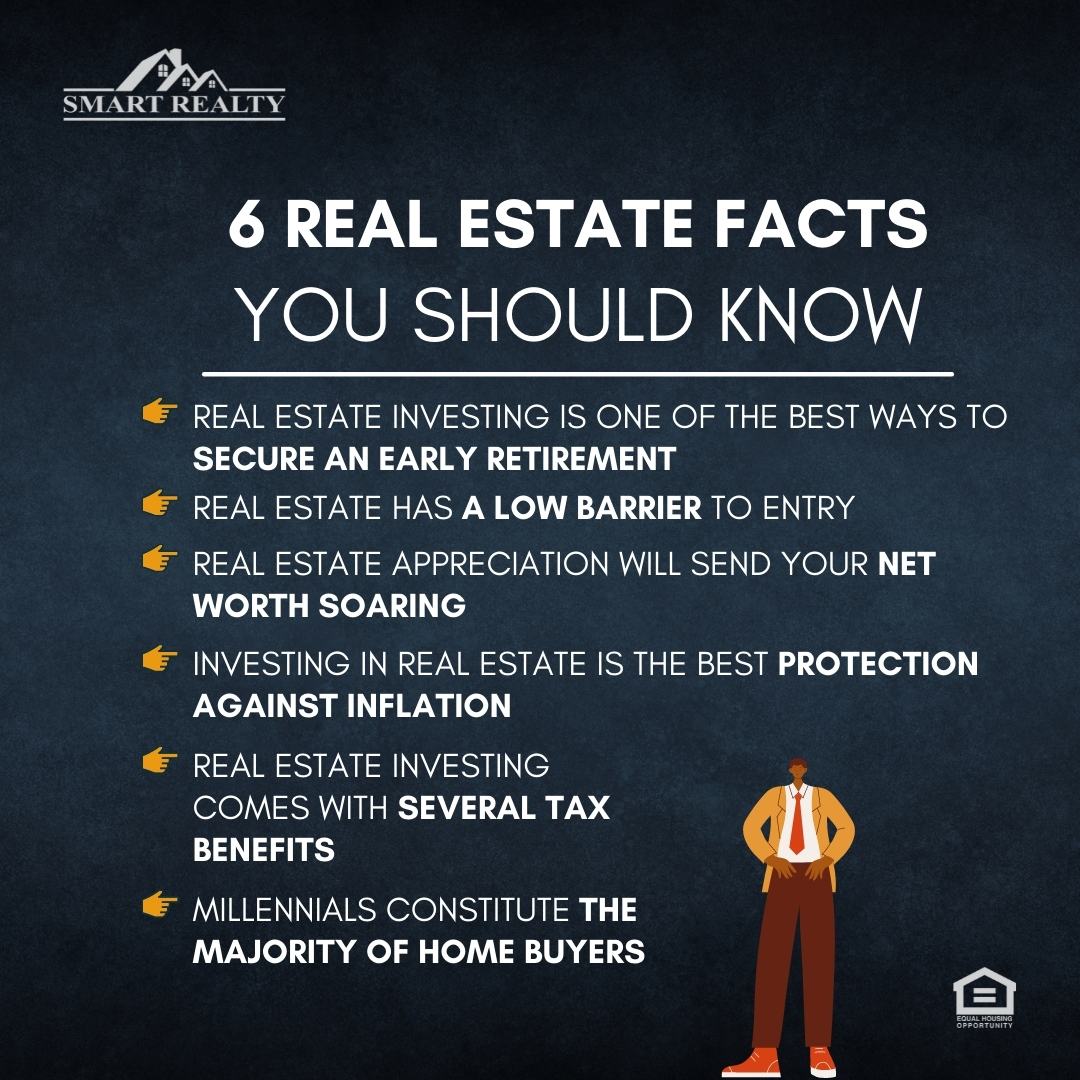 SMART REALTY
6 REAL ESTATE FACTS
YOU SHOULD KNOW
REAL ESTATE INVESTING IS ONE OF THE BEST WAYS TO
SECURE AN EARLY RETIREMENT
REAL ESTATE HAS A LOW BARRIER TO ENTRY
REAL ESTATE APPRECIATION WILL SEND YOUR NET
WORTH SOARING
INVESTING IN REAL ESTATE IS THE BEST PROTECTION
AGAINST INFLATION
REAL ESTATE INVESTING
COMES WITH SEVERAL TAX
BENEFITS
MILLENNIALS CONSTITUTE THE
MAJORITY OF HOME BUYERS
EQUAL HOUSING
OPPORTUNITY